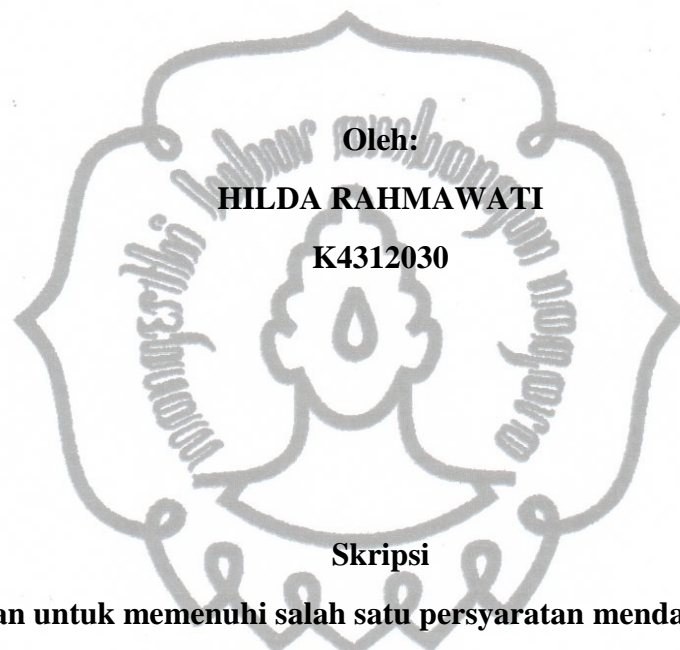 Oleh:
HILDA RAHMAWATI
K4312030
Skripsi
an untuk memenuhi salah satu persyaratan menda